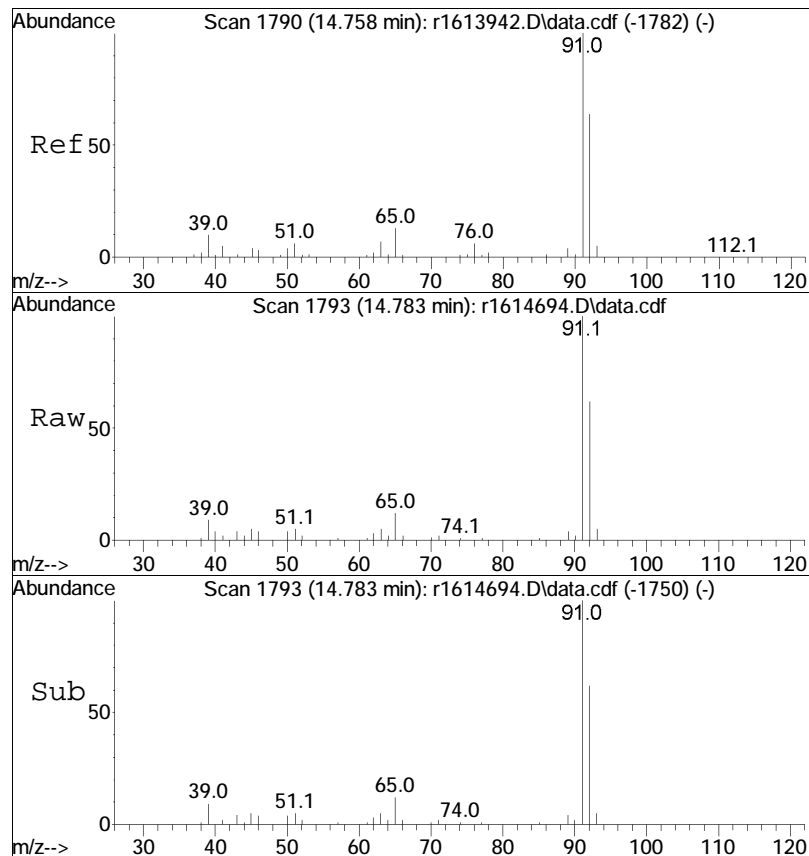 Abundance Scan 1790 (14.758 min): r1613942.D\data.cdf (-1782) (-)
91.0
Ref 50
39.0 51.0 65.0 76.0 112.1
0
m/z--> 30 40 50 60 70 80 90 100 110 120
Abundance Scan 1793 (14.783 min): r1614694.D\data.cdf
91.1
Raw 50
39.0 51.1 65.0 74.1
0
m/z--> 30 40 50 60 70 80 90 100 110 120
Abundance Scan 1793 (14.783 min): r1614694.D\data.cdf (-1750) (-)
91.0
Sub 50
39.0 51.1 65.0 74.0
0
m/z--> 30 40 50 60 70 80 90 100 110 120